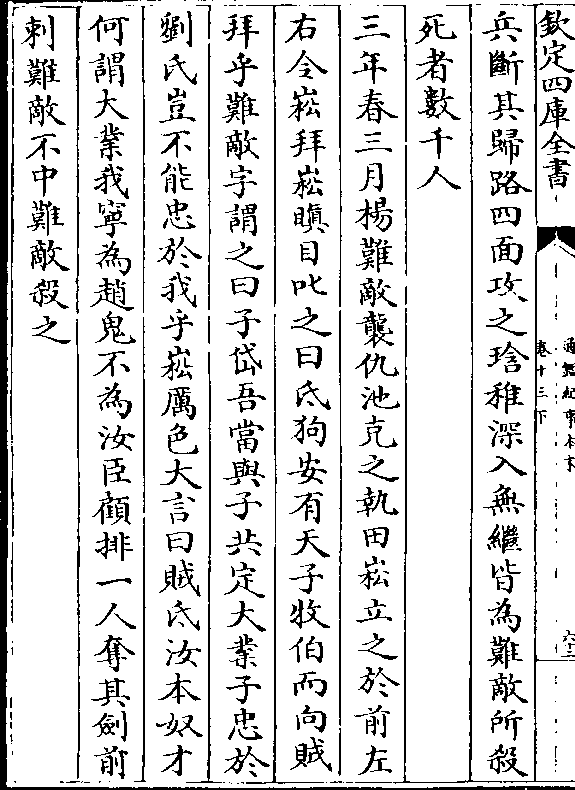 欽定四庫全書
通鑑紀事本末
卷十三下
六十二
兵斷其歸路四面攻之琀稚深入無繼皆為難敵所殺
死者數千人
三年春三月楊難敵襲仇池克之執田崧立之於前左
右令崧拜崧瞋目叱之曰氐狗安有天子牧伯而向賊
拜乎難敵字謂之曰子岱吾當與子共定大業子忠於
劉氏豈不能忠於我乎崧厲色大言曰賊氐汝本奴才
何謂大業我寧為趙鬼不為汝臣顧排一人奪其劍前
刺難敵不中難敵殺之